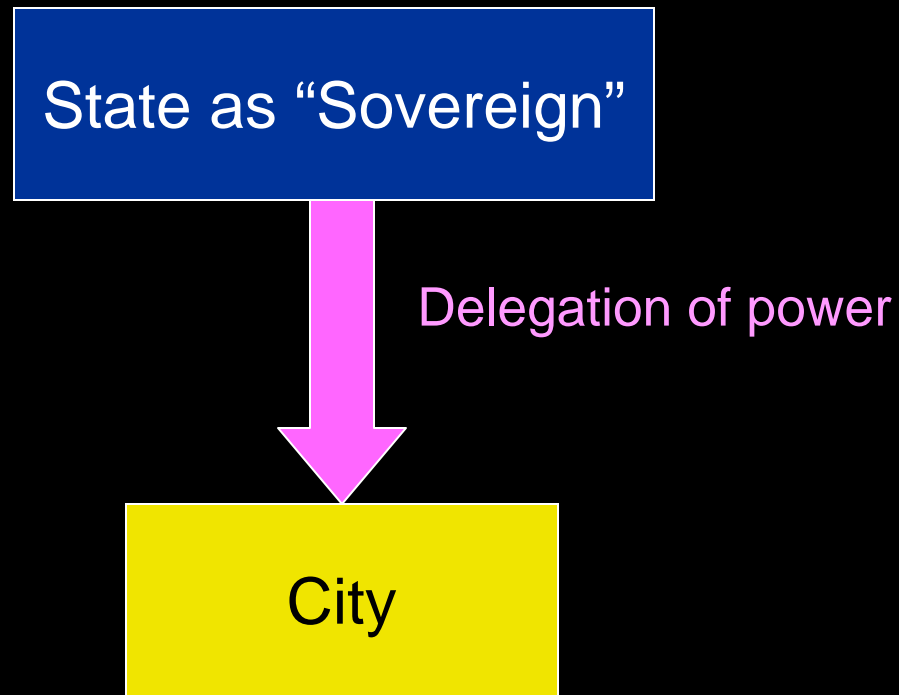 State as “Sovereign”
Delegation of power
City